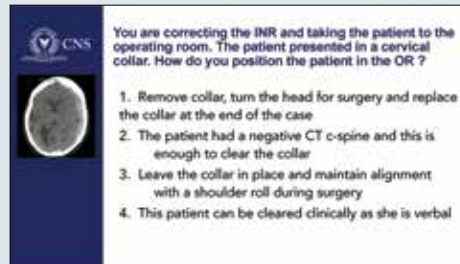 CNS
You are correcting the INR and taking the patient to the
operating room. The patient presented in a cervical
collar. How do you position the patient in the OR ?
1. Remove collar, turn the head for surgery and replace
the collar at the end of the case
2. The patient had a negative CT c-spine and this is
enough to clear the collar
3. Leave the collar in place and maintain alignment
with a shoulder roll during surgery
4. This patient can be cleared clinically as she is verbal